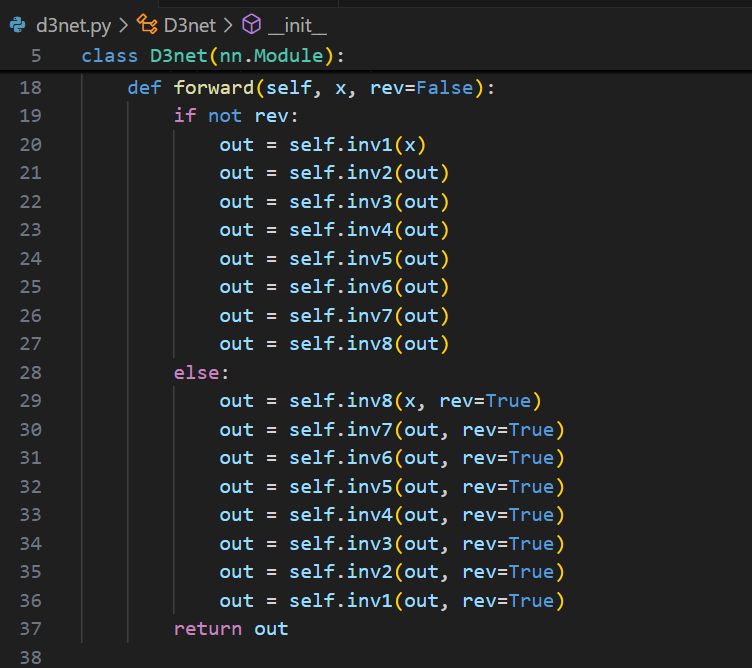 d3net.py > D3net > __init__
5 class D3net(nn.Module):
18 def forward(self, x, rev=False):
19 if not rev:
20 out = self.inv1(x)
21 out = self.inv2(out)
22 out = self.inv3(out)
23 out = self.inv4(out)
24 out = self.inv5(out)
25 out = self.inv6(out)
26 out = self.inv7(out)
27 out = self.inv8(out)
28 else:
29 out = self.inv8(x, rev=True)
30 out = self.inv7(out, rev=True)
31 out = self.inv6(out, rev=True)
32 out = self.inv5(out, rev=True)
33 out = self.inv4(out, rev=True)
34 out = self.inv3(out, rev=True)
35 out = self.inv2(out, rev=True)
36 out = self.inv1(out, rev=True)
37 return out
38